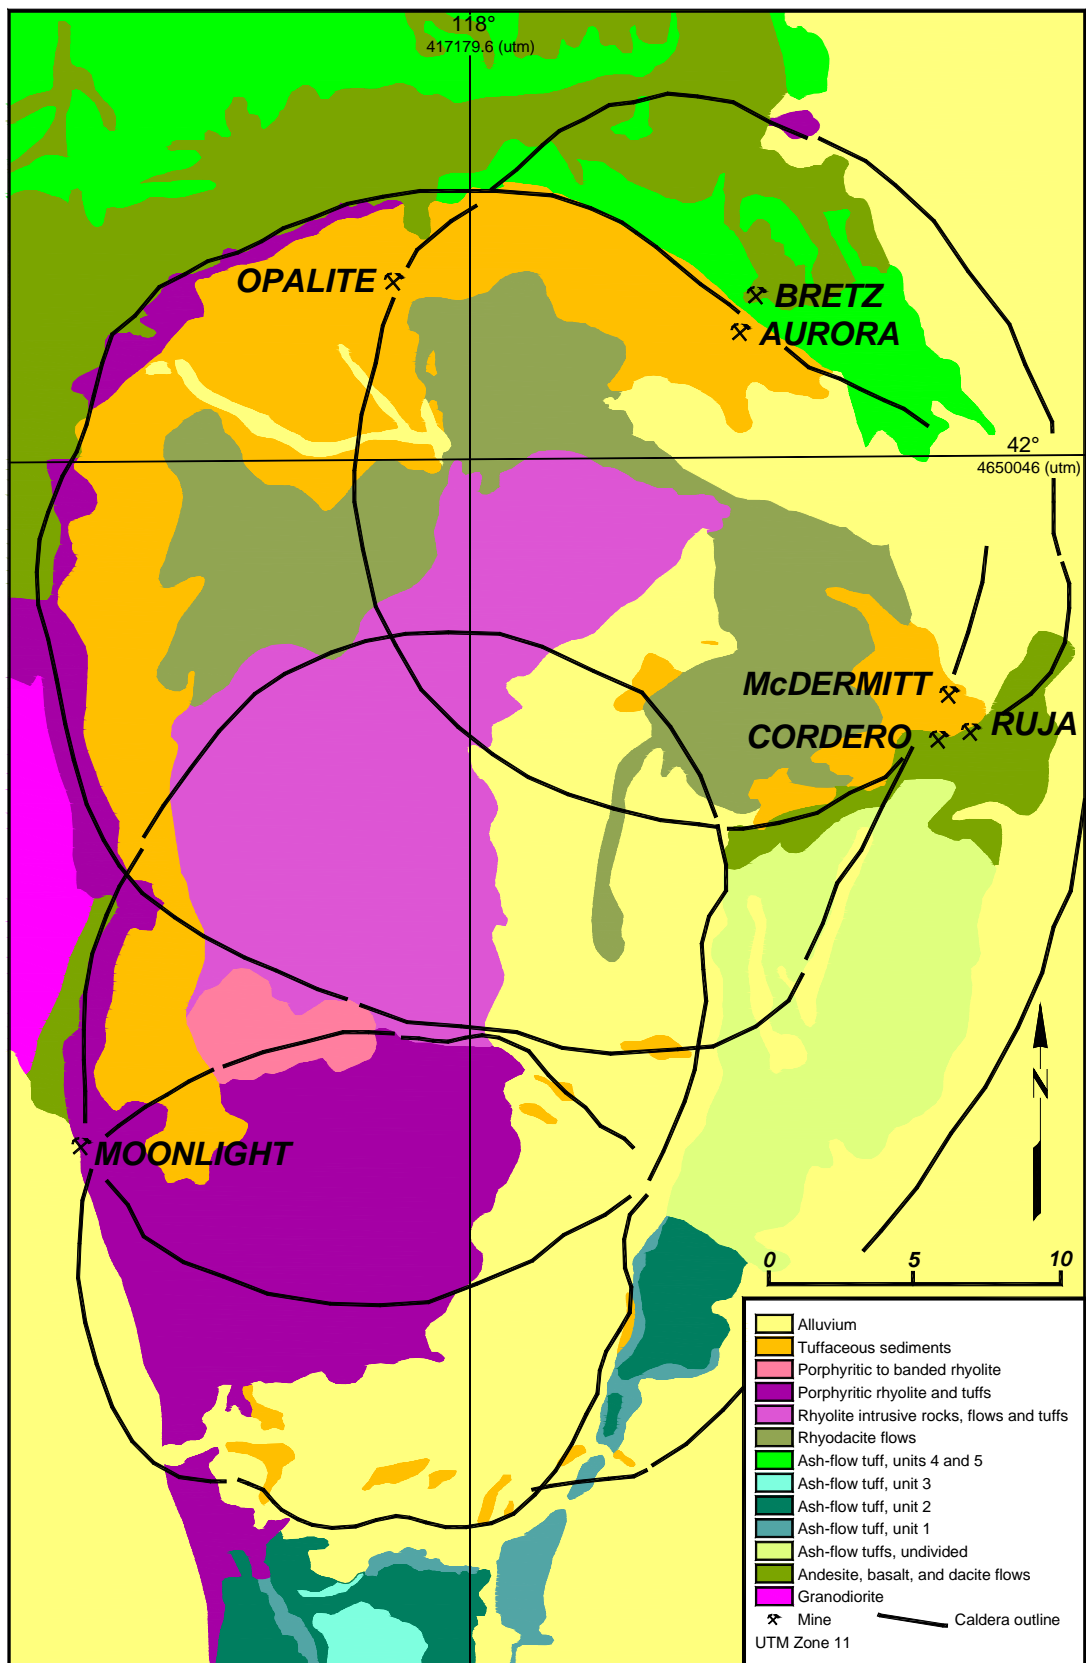 118°
417179.6 (utm)
OPALITE
BRETZ
AURORA
42°
4650046 (utm)
McDERMITT
RUJA
CORDERO
N
MOONLIGHT
0 5 10
Alluvium
Tuffaceous sediments
Porphyritic to banded rhyolite
Porphyritic rhyolite and tuffs
Rhyolite intrusive rocks, flows and tuffs
Rhyodacite flows
Ash-flow tuff, units 4 and 5
Ash-flow tuff, unit 3
Ash-flow tuff, unit 2
Ash-flow tuff, unit 1
Ash-flow tuffs, undivided
Andesite, basalt, and dacite flows
Granodiorite
Mine Caldera outline
UTM Zone 11